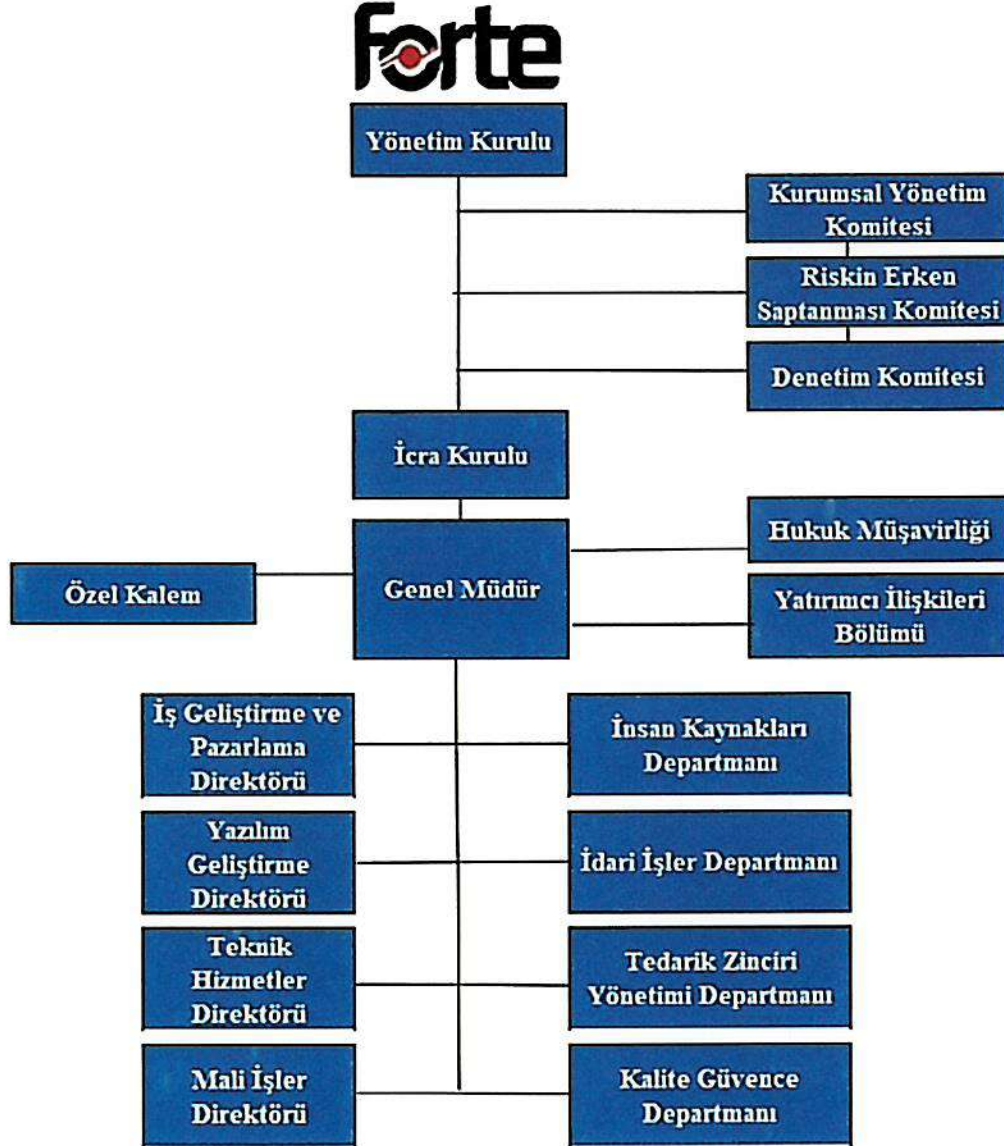 forte
Yönetim Kurulu
Kurumsal Yönetim
Komitesi
Riskin Erken
Saptanması Komitesi
Denetim Komitesi
İcra Kurulu
Genel Müdür
Hukuk Müşavirliği
Özel Kalem
Yatırımcı İlişkileri
Bölümü
İş Geliştirme ve
Pazarlama
Direktörü
İnsan Kaynakları
Departmanı
Yazılım
Geliştirme
Direktörü
İdari İşler Departmanı
Teknik
Hizmetler
Direktörü
Tedarik Zinciri
Yönetimi Departmanı
Mali İşler
Direktörü
Kalite Güvence
Departmanı